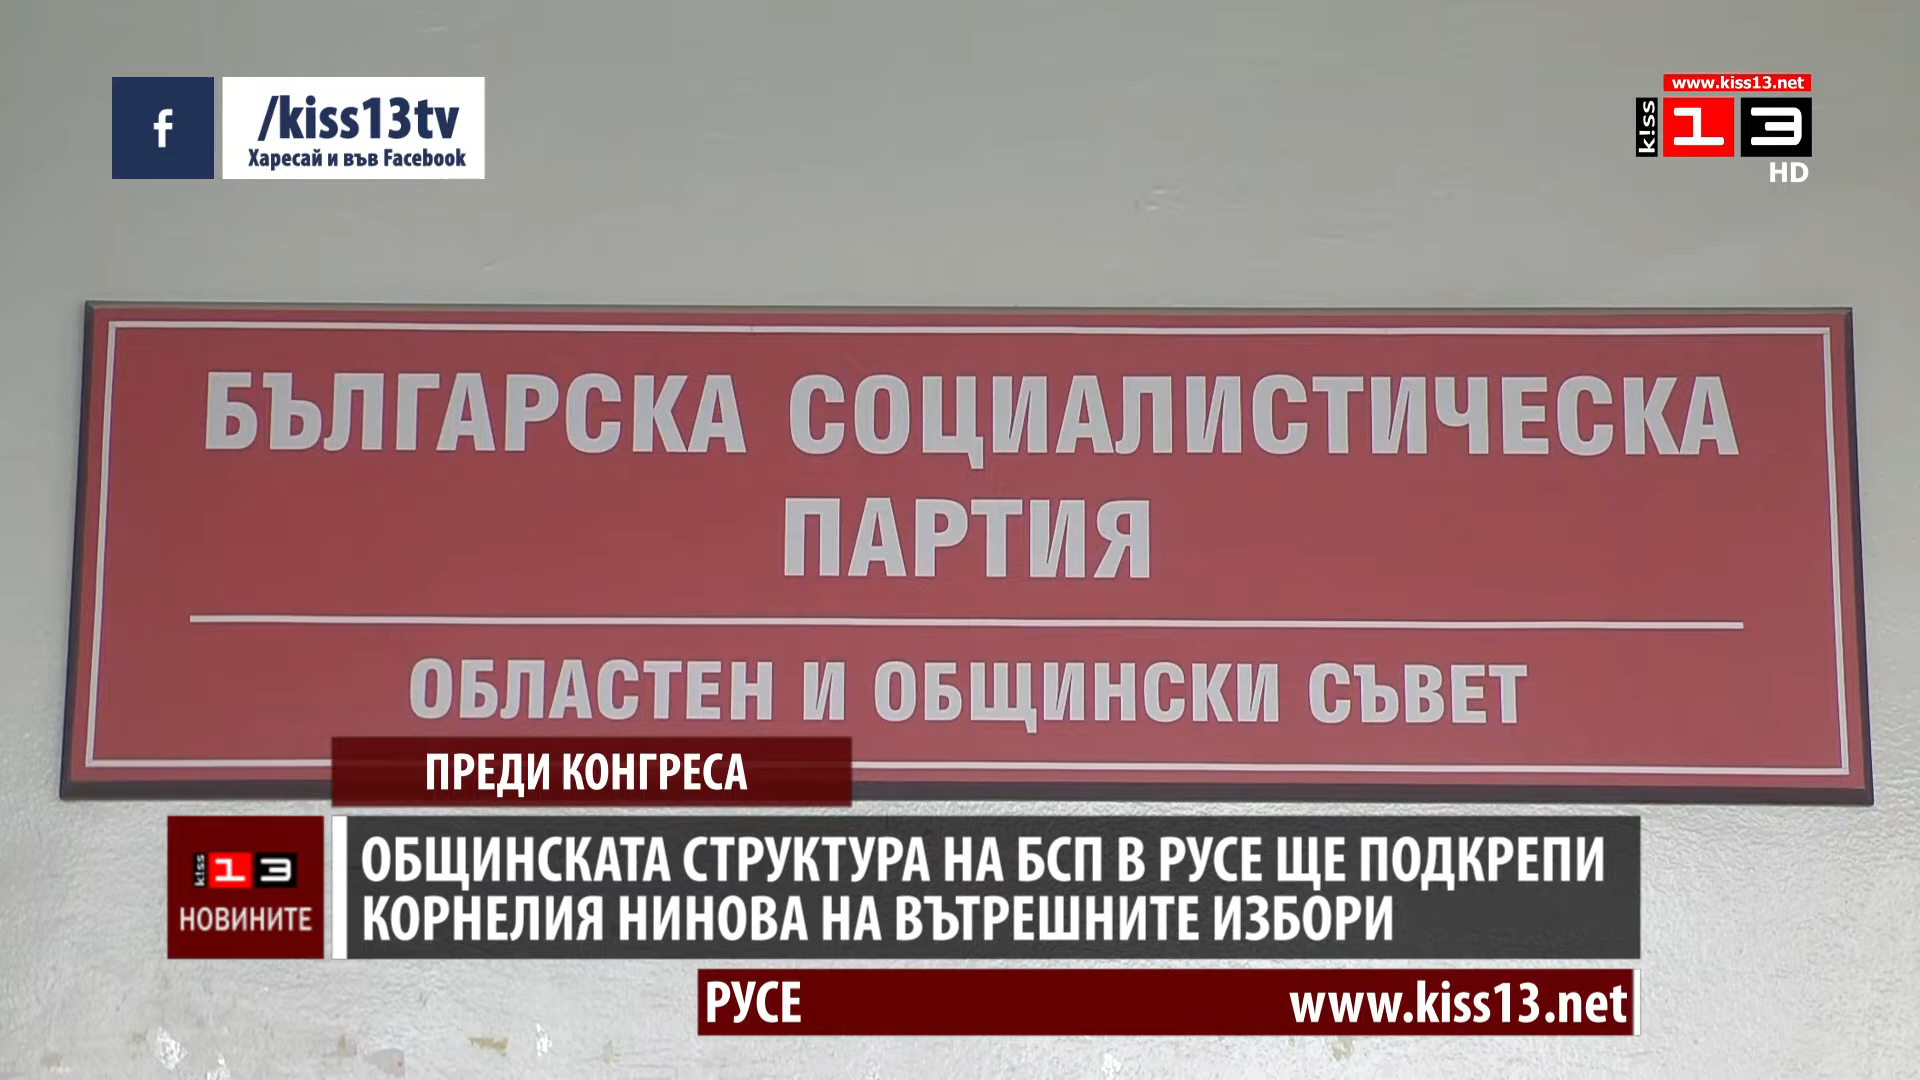 /kiss13tv
Харесай и във Facebook
www.kiss13.net
kiss 13
HD
БЪЛГАРСКА СОЦИАЛИСТИЧЕСКА
ПАРТИЯ
ОБЛАСТЕН И ОБЩИНСКИ СЪВЕТ
ПРЕДИ КОНГРЕСА
kiss 13
НОВИНИТЕ
ОБЩИНСКАТА СТРУКТУРА НА БСП В РУСЕ ЩЕ ПОДКРЕПИ
КОРНЕЛИЯ НИНОВА НА ВЪТРЕШНИТЕ ИЗБОРИ
РУСЕ
www.kiss13.net